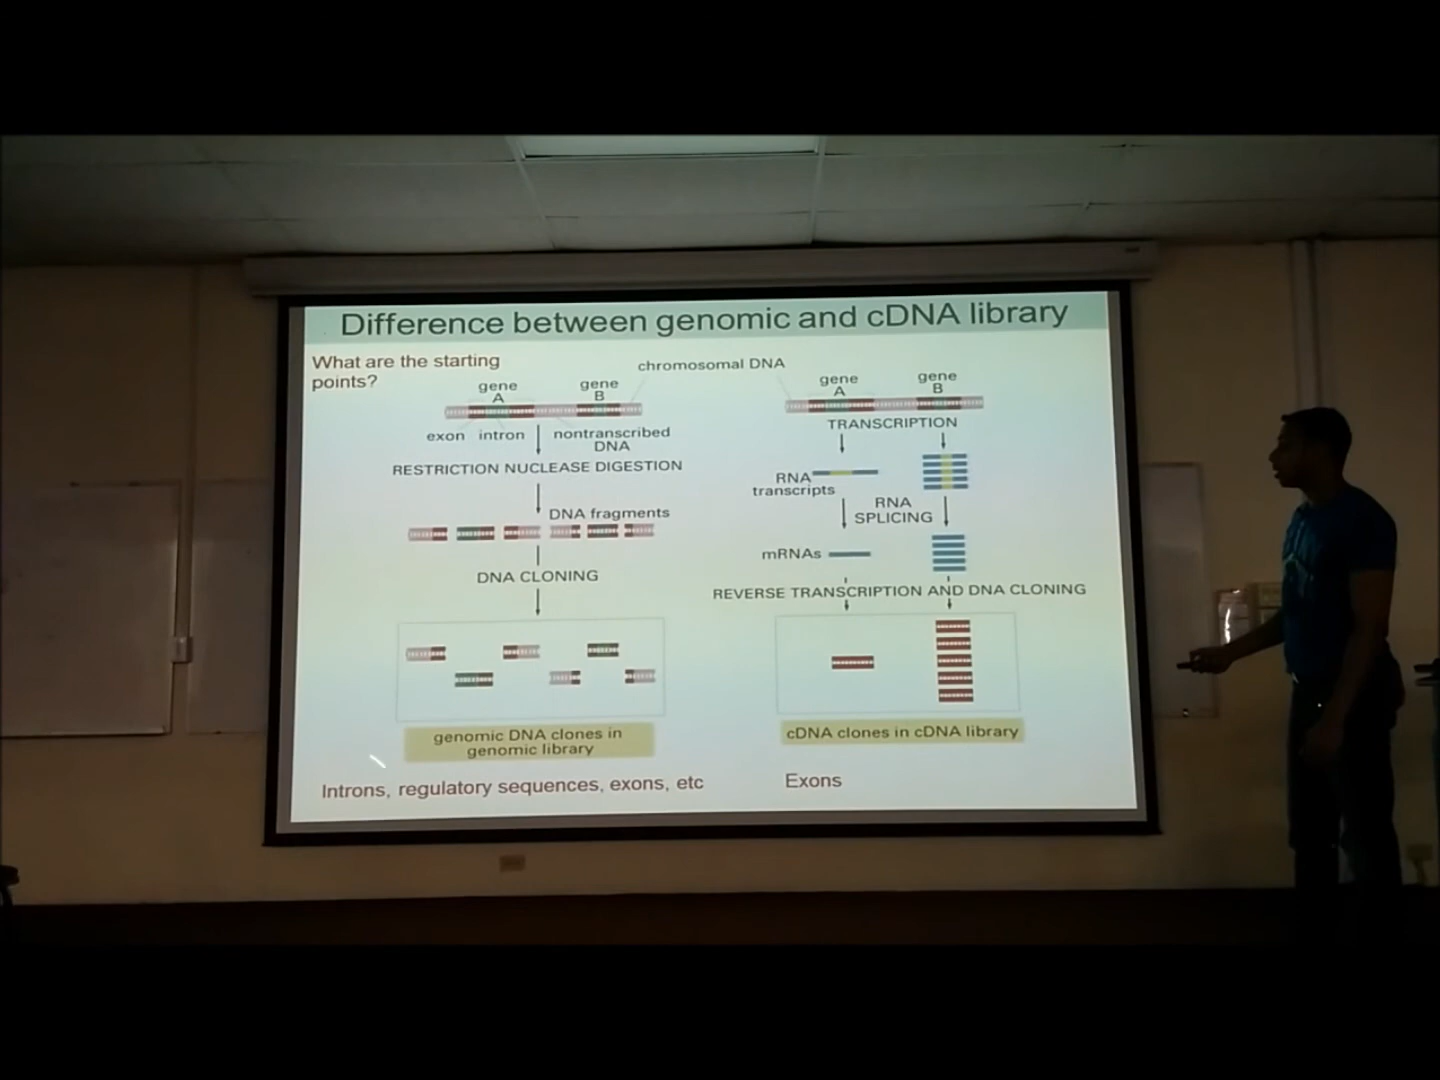 Difference between genomic and cDNA library
What are the starting
points?
chromosomal DNA
gene
A
gene
B
exon
intron
nontranscribed
DNA
RESTRICTION NUCLEASE DIGESTION
DNA fragments
DNA CLONING
genomic DNA clones in
genomic library
Introns, regulatory sequences, exons, etc
gene
A
gene
B
TRANSCRIPTION
RNA
transcripts
RNA
SPLICING
mRNAs
REVERSE TRANSCRIPTION AND DNA CLONING
cDNA clones in cDNA library
Exons